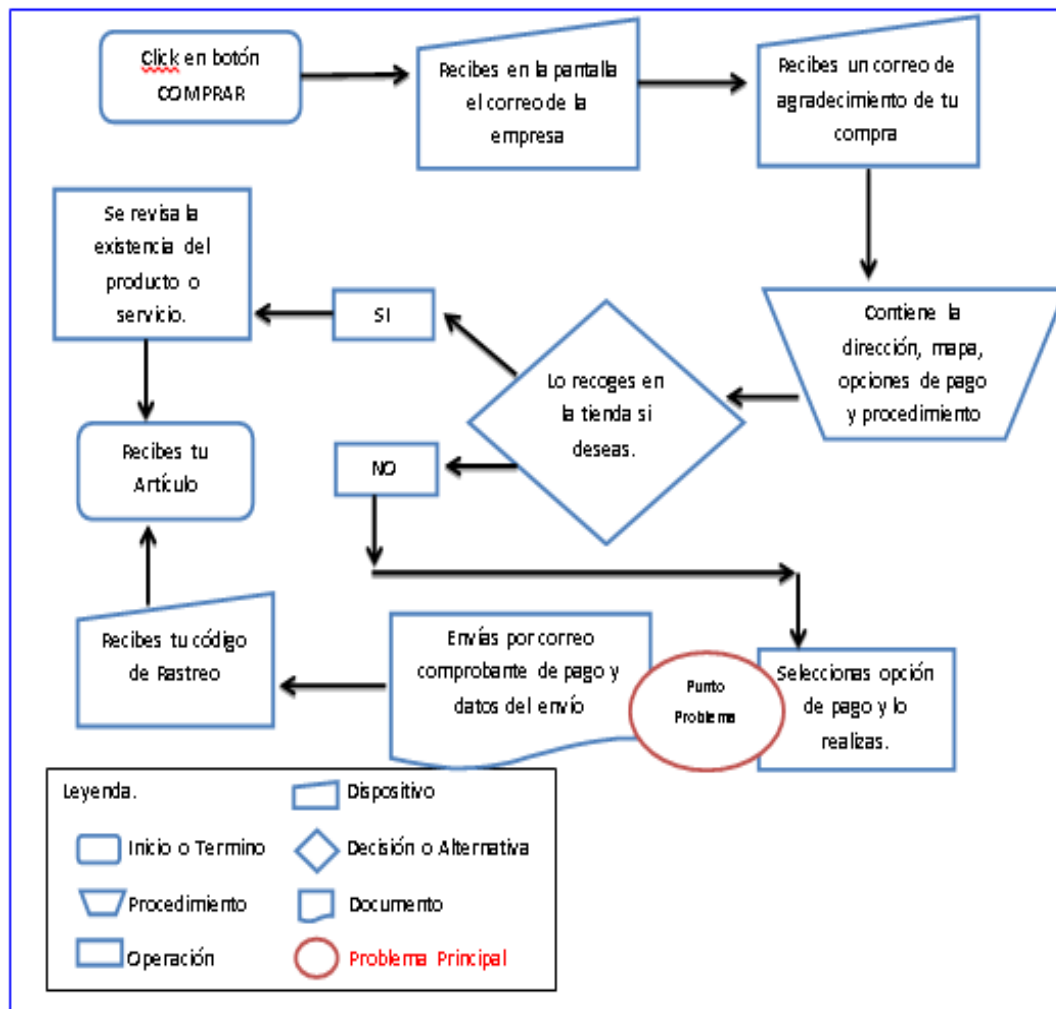 Click en botón
COMPRAR
Recibes en la pantalla
el correo de la
empresa
Recibes un correo de
agradecimiento de tu
compra
Se revisa la
existencia del
producto o
servicio.
SI
Lo recoges en
la tienda si
deseas.
Contiene la
dirección, mapa,
opciones de pago
y procedimiento
Recibes tu
Artículo
NO
Recibes tu código
de Rastreo
Envías por correo
comprobante de pago y
datos del envío
Punto
Problema
Seleccionas opción
de pago y lo
realizas.
Leyenda.
Dispositivo
Inicio o Termino
Decisión o Alternativa
Procedimiento
Documento
Operación
Problema Principal